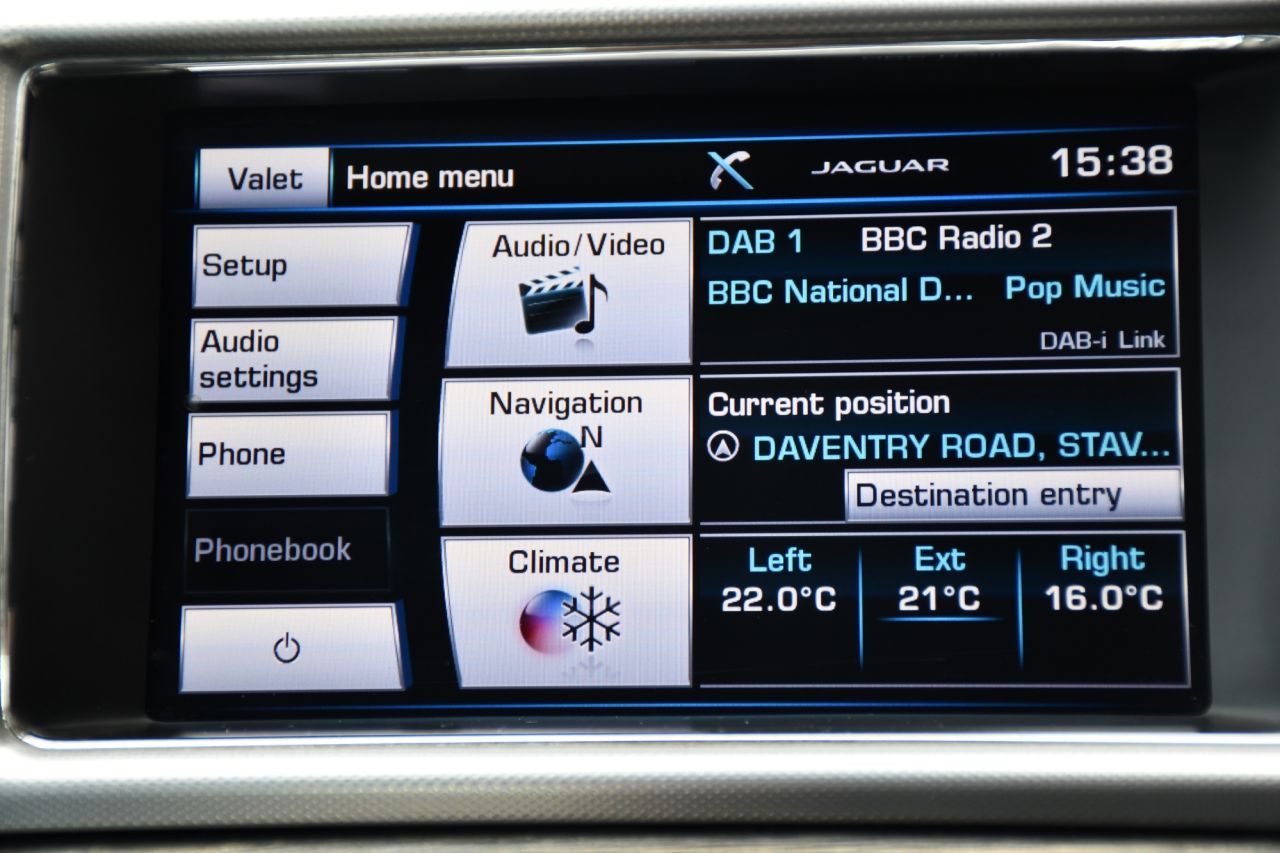 Valet
Home menu
JAGUAR
15:38
Setup
Audio
settings
Phone
Phonebook
Audio/Video
Navigation
N
Climate
DAB 1
BBC Radio 2
BBC National D...
Pop Music
DAB-i Link
Current position
DAVENTRY ROAD, STAV...
Destination entry
Left
22.0°C
Ext
21°C
Right
16.0°C